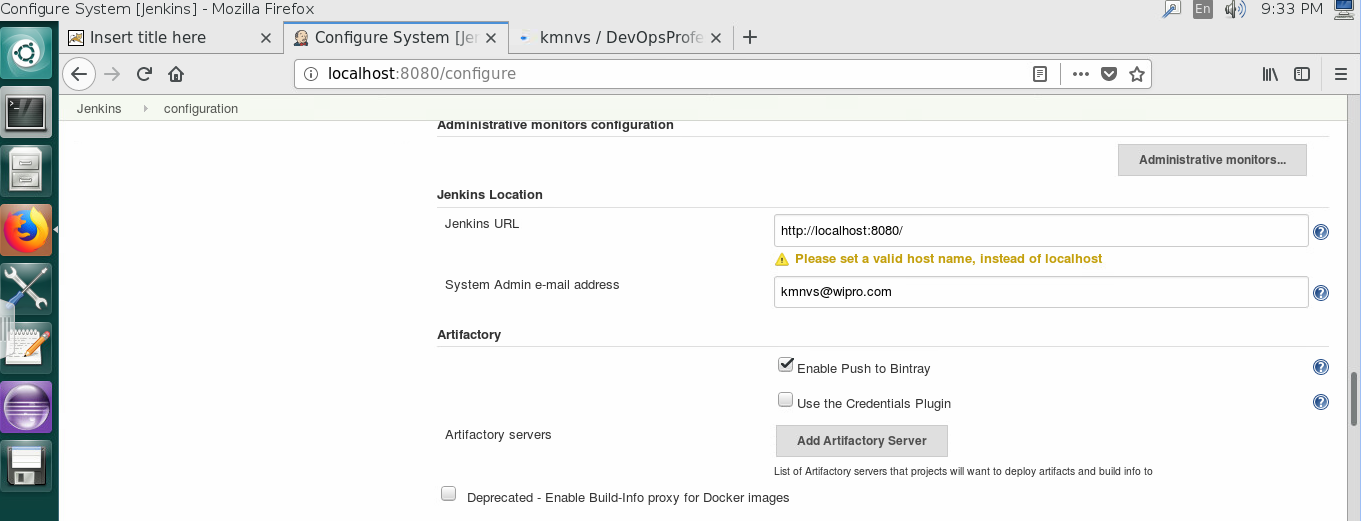 Configure System [Jenkins] - Mozilla Firefox
En
9:33 PM
Insert title here
Configure System [Jen
kmnvs / DevOpsProfe
localhost:8080/configure
Jenkins
configuration
Administrative monitors configuration
Administrative monitors...
Jenkins Location
Jenkins URL
http://localhost:8080/
Please set a valid host name, instead of localhost
System Admin e-mail address
kmnvs@wipro.com
Artifactory
Enable Push to Bintray
Use the Credentials Plugin
Artifactory servers
Add Artifactory Server
List of Artifactory servers that projects will want to deploy artifacts and build info to
Deprecated - Enable Build-Info proxy for Docker images